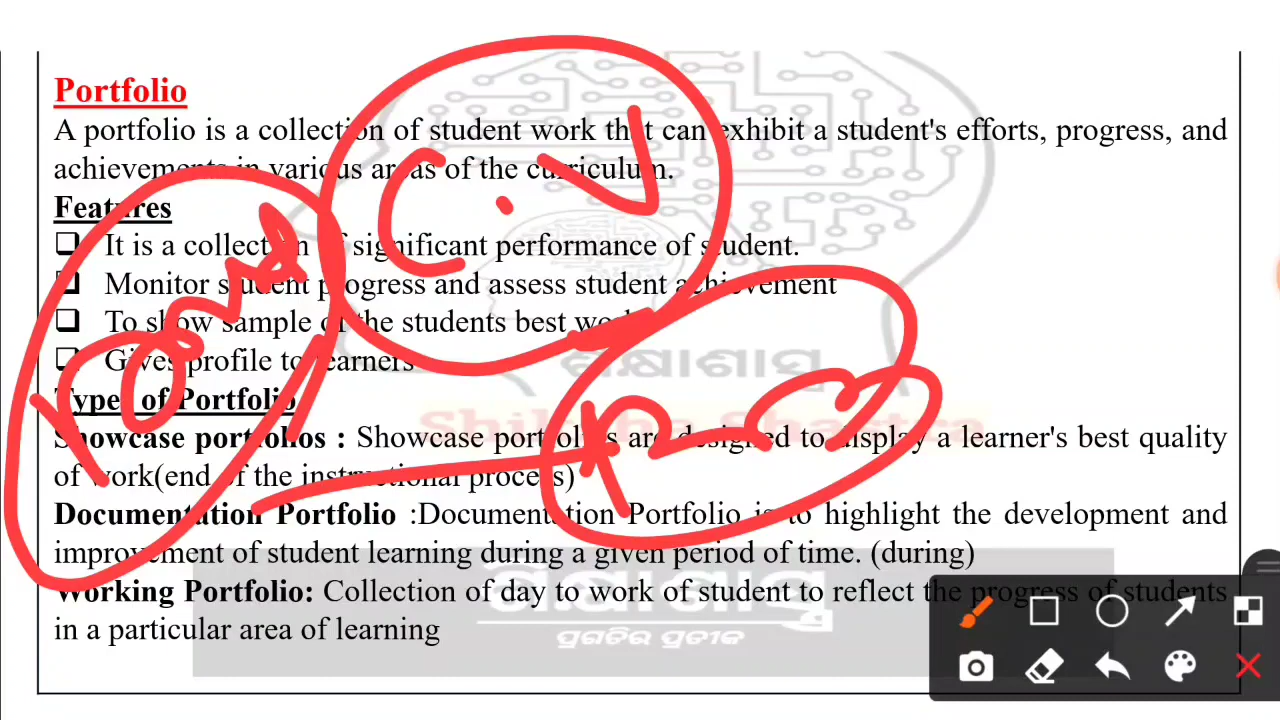 Portfolio
A portfolio is a collection of student work that can exhibit a student's efforts, progress, and
achievements in various areas of the curriculum.
Features
❑ It is a collection of significant performance of student.
❑ Monitor student progress and assess student achievement
❑ To show sample of the students best work
❑ Gives profile to learners
Types of Portfolio
Showcase portfolios : Showcase portfolios are designed to display a learner's best quality
of work(end of the instructional process)
Documentation Portfolio :Documentation Portfolio is to highlight the development and
improvement of student learning during a given period of time. (during)
Working Portfolio: Collection of day to work of student to reflect the progress of students
in a particular area of learning
C.V
ଶିକ୍ଷାଶାସ୍ତ୍ର
ପ୍ରଗତିର ପ୍ରତୀକ